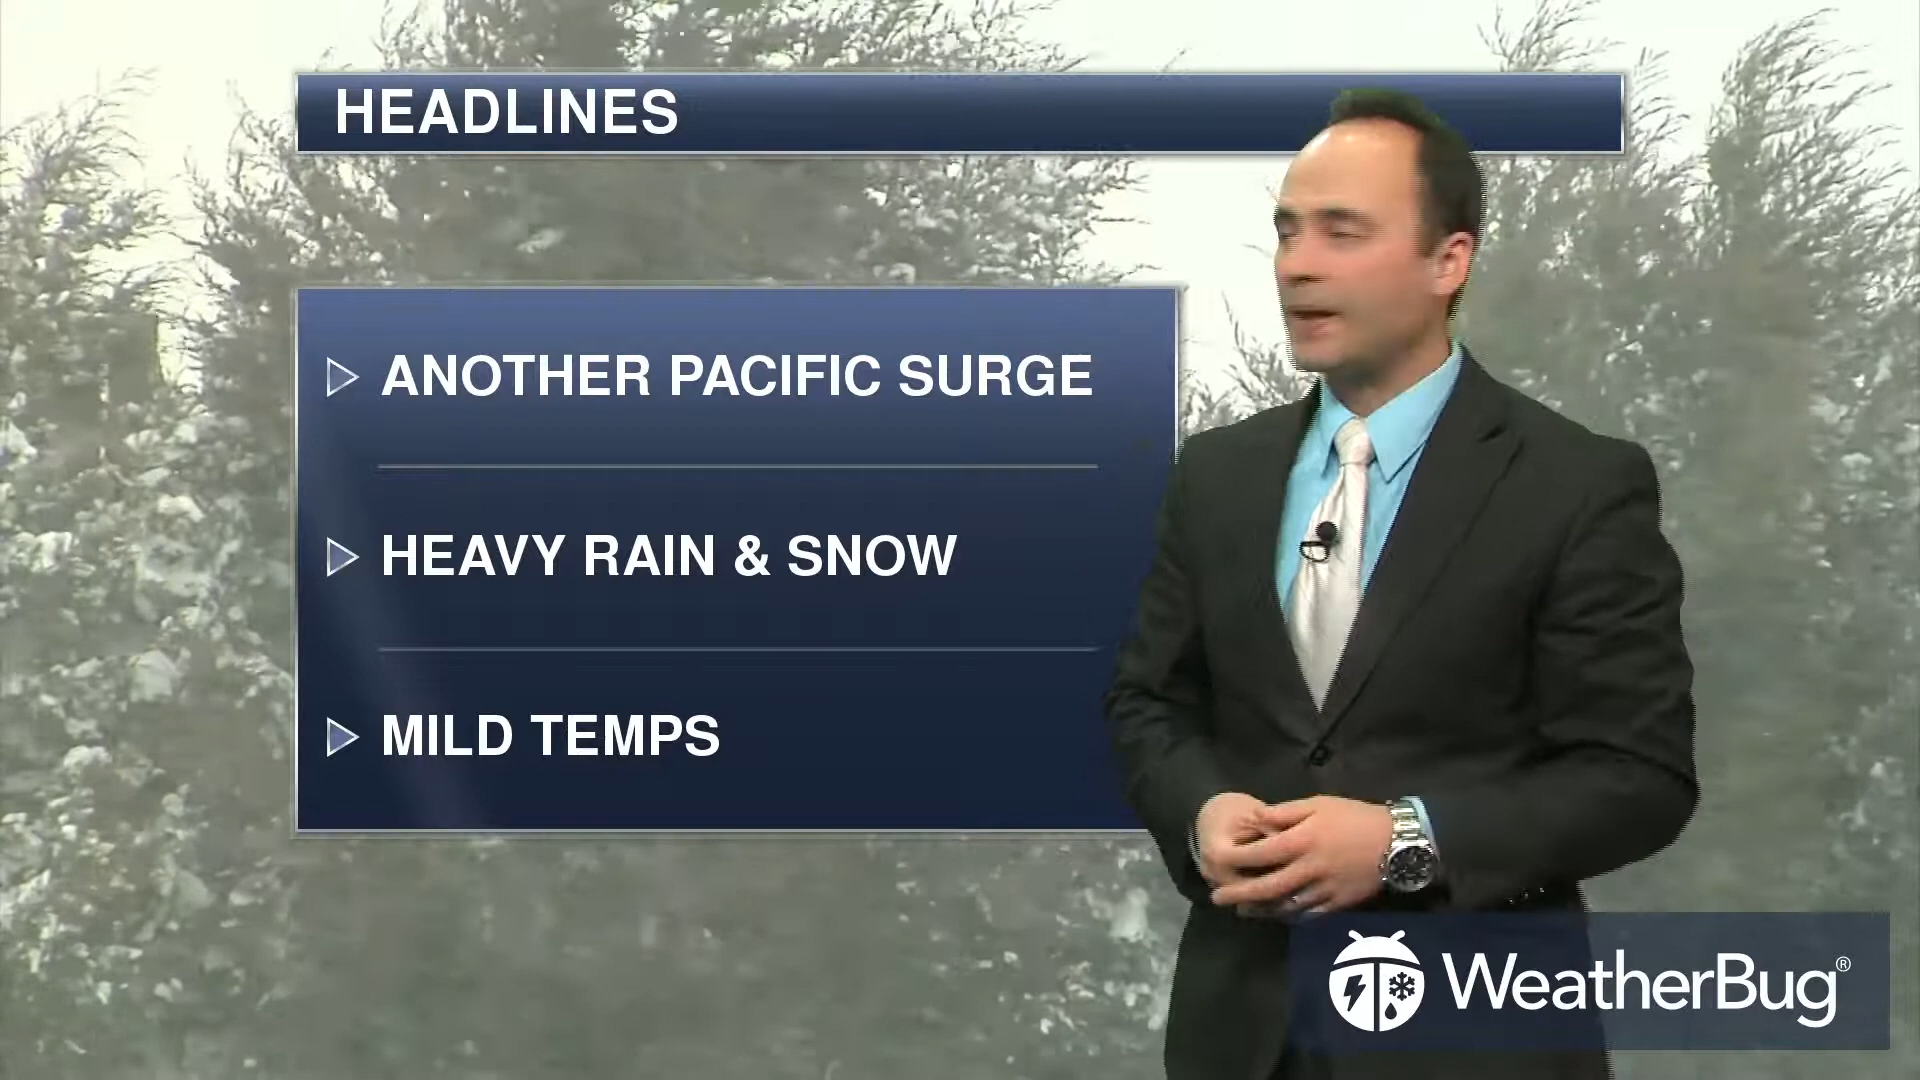 HEADLINES
ANOTHER PACIFIC SURGE
HEAVY RAIN & SNOW
MILD TEMPS
WeatherBug®